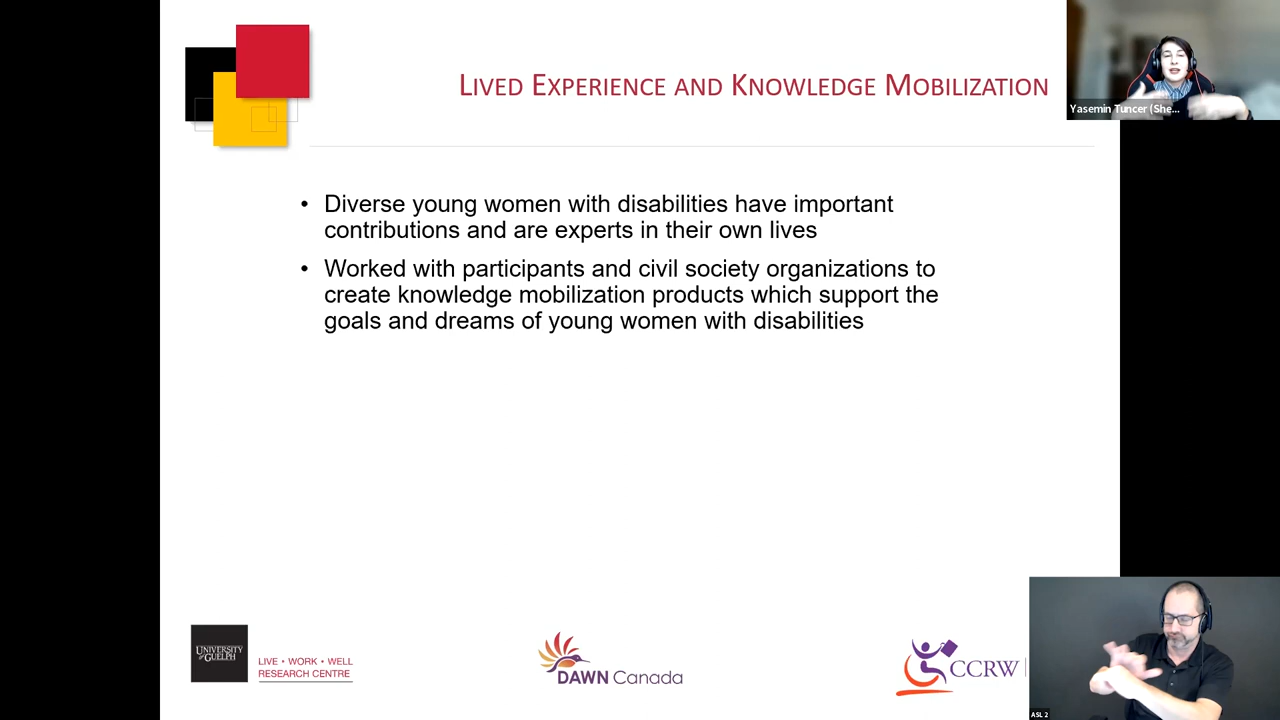 LIVED EXPERIENCE AND KNOWLEDGE MOBILIZATION
Yasemin Tuncer (She...
• Diverse young women with disabilities have important
contributions and are experts in their own lives
• Worked with participants and civil society organizations to
create knowledge mobilization products which support the
goals and dreams of young women with disabilities
UNIVERSITY
OF GUELPH
LIVE • WORK • WELL
RESEARCH CENTRE
DAWN Canada
CCRW
ASL 2